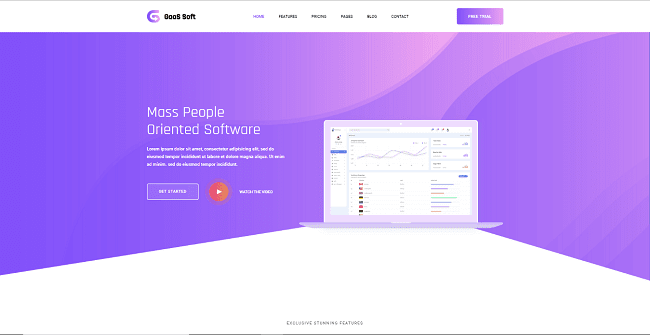 GaaS Soft
HOME FEATURES PRICING PAGES BLOG CONTACT
FREE TRIAL
Mass People
Oriented Software
Lorem ipsum dolor sit amet, consectetur adipisicing elit, sed do
eiusmod tempor incididunt ut labore et dolore magna aliqua. Ut enim
ad minim, sed do eiusmod tempor incididunt.
GET STARTED
WATCH THE VIDEO
EXCLUSIVE STUNNING FEATURES